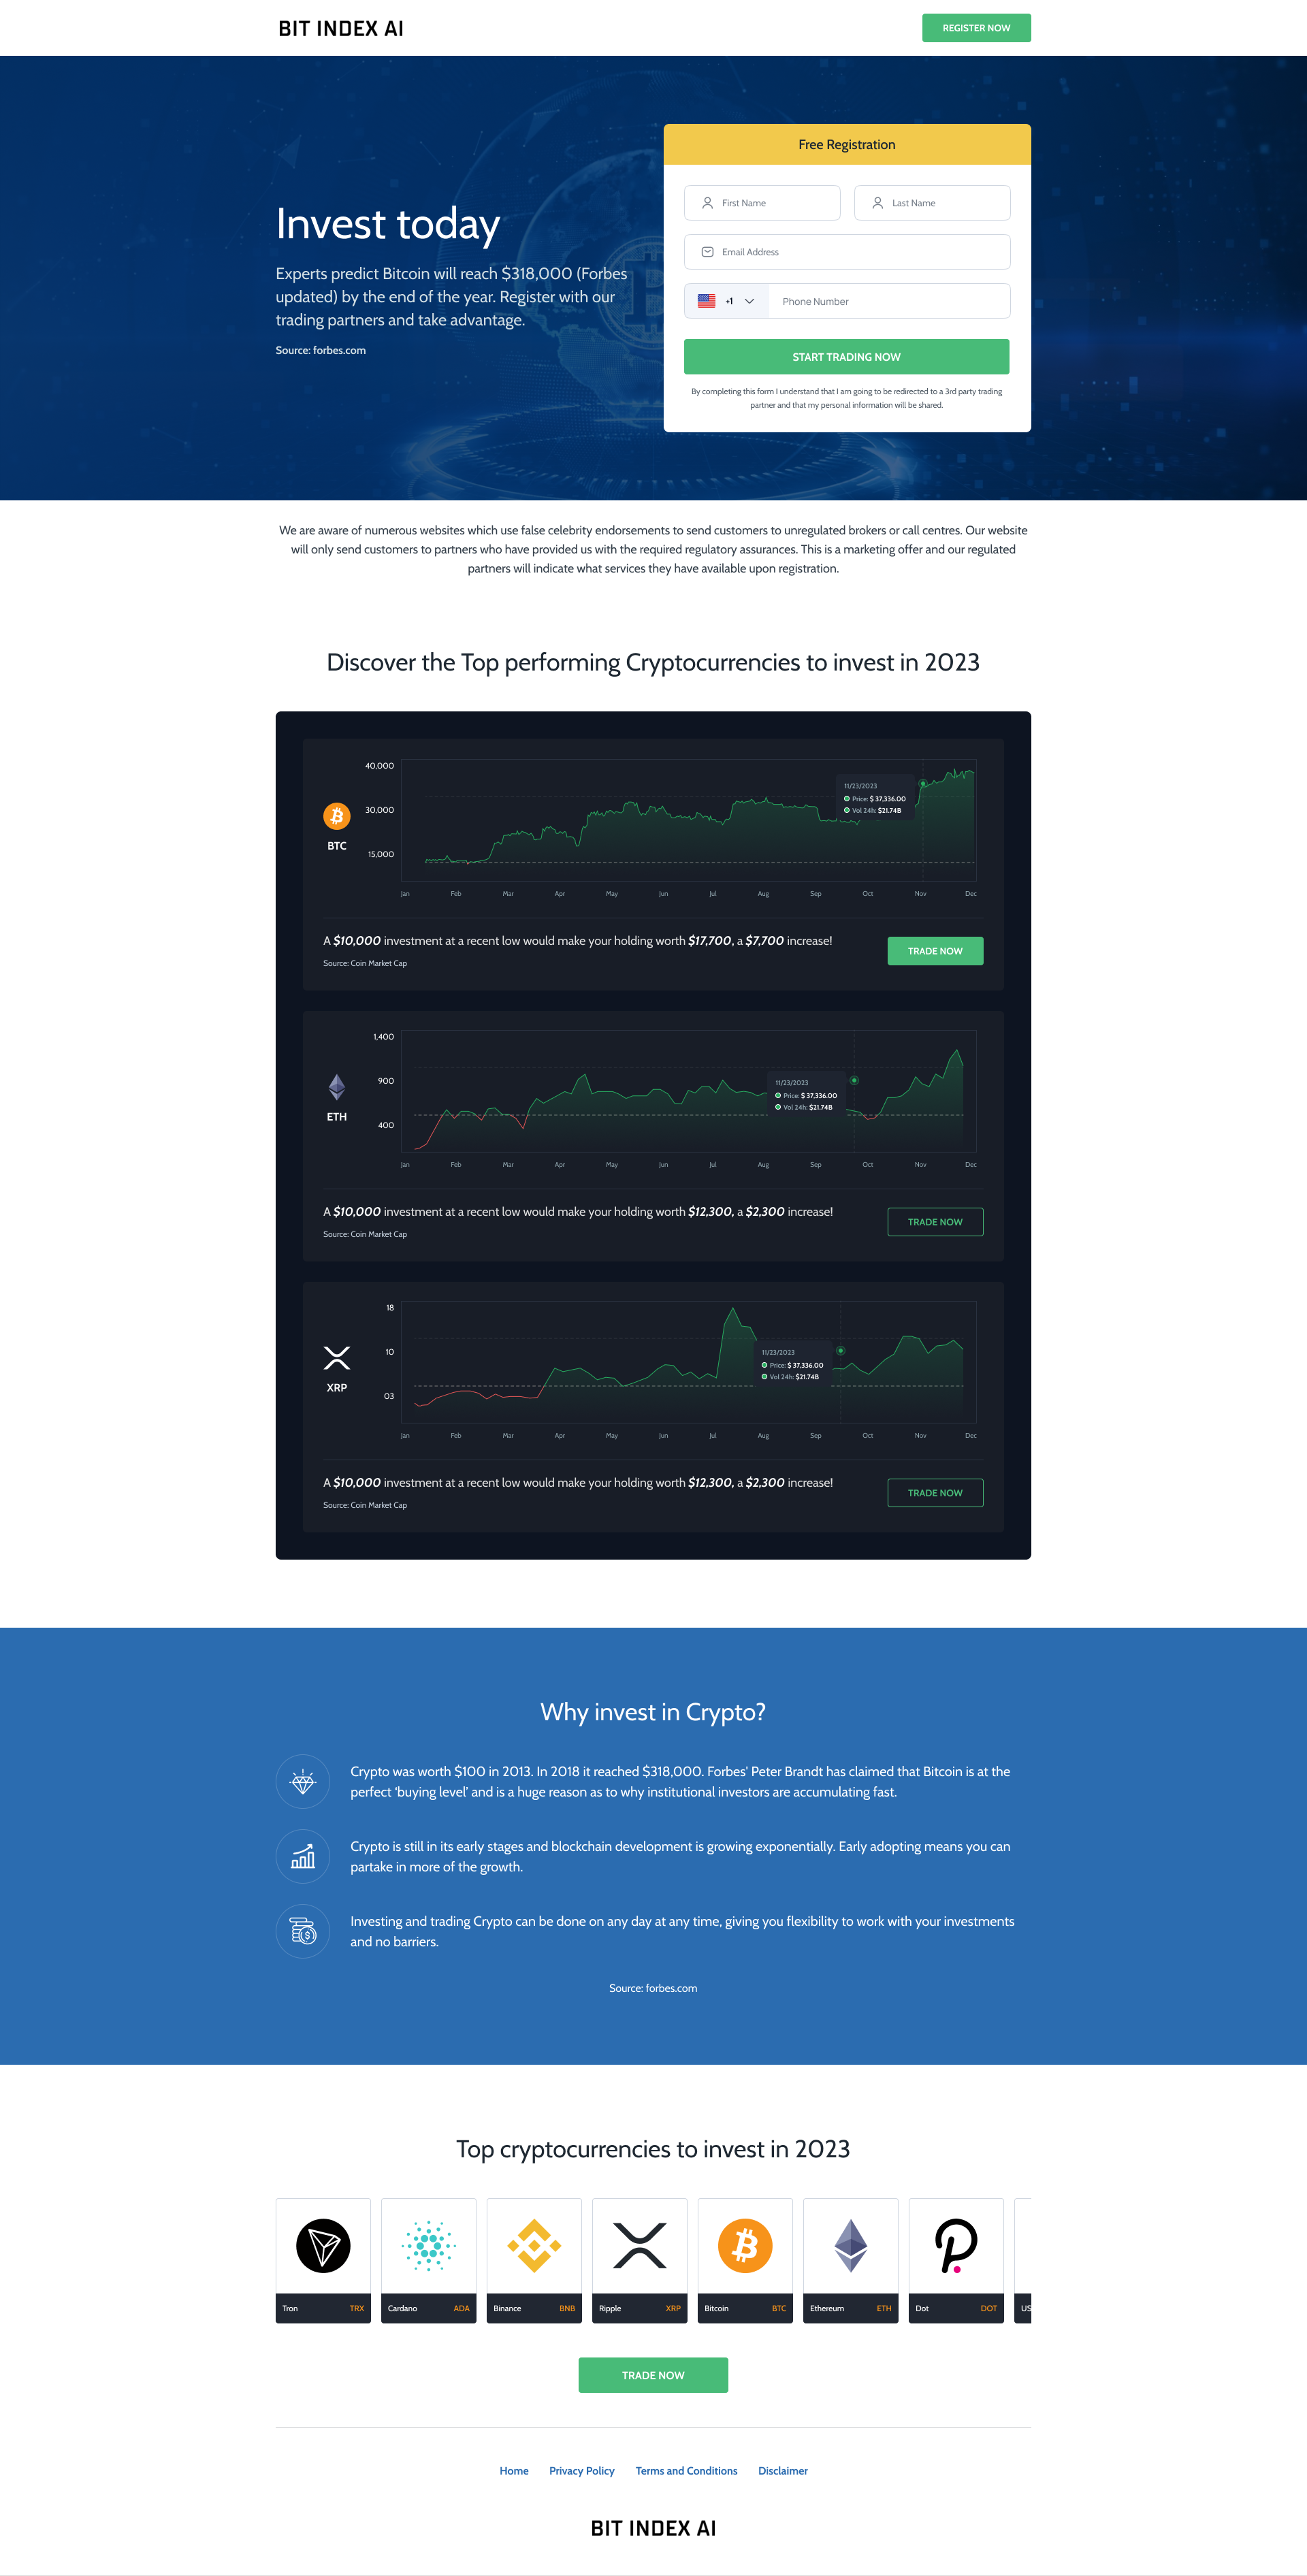 BIT INDEX AI
REGISTER NOW
Invest today
Experts predict Bitcoin will reach $318,000 (Forbes
updated) by the end of the year. Register with our
trading partners and take advantage.
Source: forbes.com
Free Registration
First Name
Last Name
Email Address
+1
Phone Number
START TRADING NOW
By completing this form I understand that I am going to be redirected to a 3rd party trading
partner and that my personal information will be shared.
We are aware of numerous websites which use false celebrity endorsements to send customers to unregulated brokers or call centres. Our website
will only send customers to partners who have provided us with the required regulatory assurances. This is a marketing offer and our regulated
partners will indicate what services they have available upon registration.
Discover the Top performing Cryptocurrencies to invest in 2023
BTC
40,000
30,000
15,000
11/23/2023
Price: $ 37,336.00
Vol 24h: $21.74B
Jan Feb Mar Apr May Jun Jul Aug Sep Oct Nov Dec
A $10,000 investment at a recent low would make your holding worth $17,700, a $7,700 increase!
Source: Coin Market Cap
TRADE NOW
ETH
1,400
900
400
11/23/2023
Price: $ 37,336.00
Vol 24h: $21.74B
Jan Feb Mar Apr May Jun Jul Aug Sep Oct Nov Dec
A $10,000 investment at a recent low would make your holding worth $12,300, a $2,300 increase!
Source: Coin Market Cap
TRADE NOW
XRP
18
10
03
11/23/2023
Price: $ 37,336.00
Vol 24h: $21.74B
Jan Feb Mar Apr May Jun Jul Aug Sep Oct Nov Dec
A $10,000 investment at a recent low would make your holding worth $12,300, a $2,300 increase!
Source: Coin Market Cap
TRADE NOW
Why invest in Crypto?
Crypto was worth $100 in 2013. In 2018 it reached $318,000. Forbes' Peter Brandt has claimed that Bitcoin is at the
perfect 'buying level' and is a huge reason as to why institutional investors are accumulating fast.
Crypto is still in its early stages and blockchain development is growing exponentially. Early adopting means you can
partake in more of the growth.
Investing and trading Crypto can be done on any day at any time, giving you flexibility to work with your investments
and no barriers.
Source: forbes.com
Top cryptocurrencies to invest in 2023
Tron TRX
Cardano ADA
Binance BNB
Ripple XRP
Bitcoin BTC
Ethereum ETH
Dot DOT
US
TRADE NOW
Home Privacy Policy Terms and Conditions Disclaimer
BIT INDEX AI